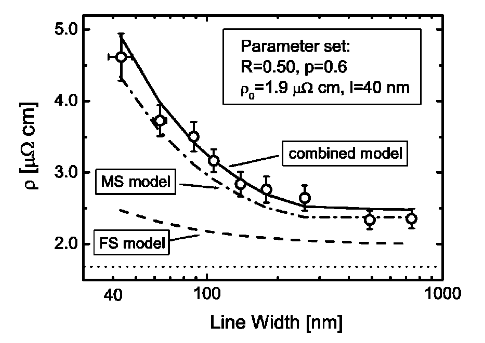 5.0
4.0
3.0
2.0
ρ [μΩ cm]
Parameter set:
R=0.50, p=0.6
ρ₀=1.9 μΩ cm, l=40 nm
combined model
MS model
FS model
40
100
1000
Line Width [nm]